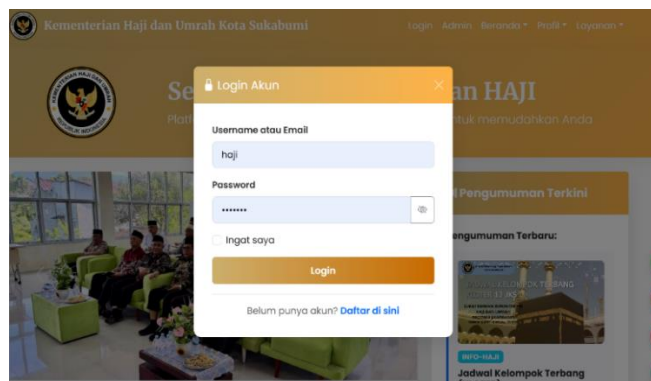 Kementerian Haji dan Umrah Kota Sukabumi
Login Admin Beranda Profil Layanan
Login Akun
an HAJI
ntuk memudahkan Anda
Username atau Email
haji
Password
Ingat saya
Login
Belum punya akun? Daftar di sini
Pengumuman Terkini
engumuman Terbaru:
INFO-HAJI
Jadwal Kelompok Terbang